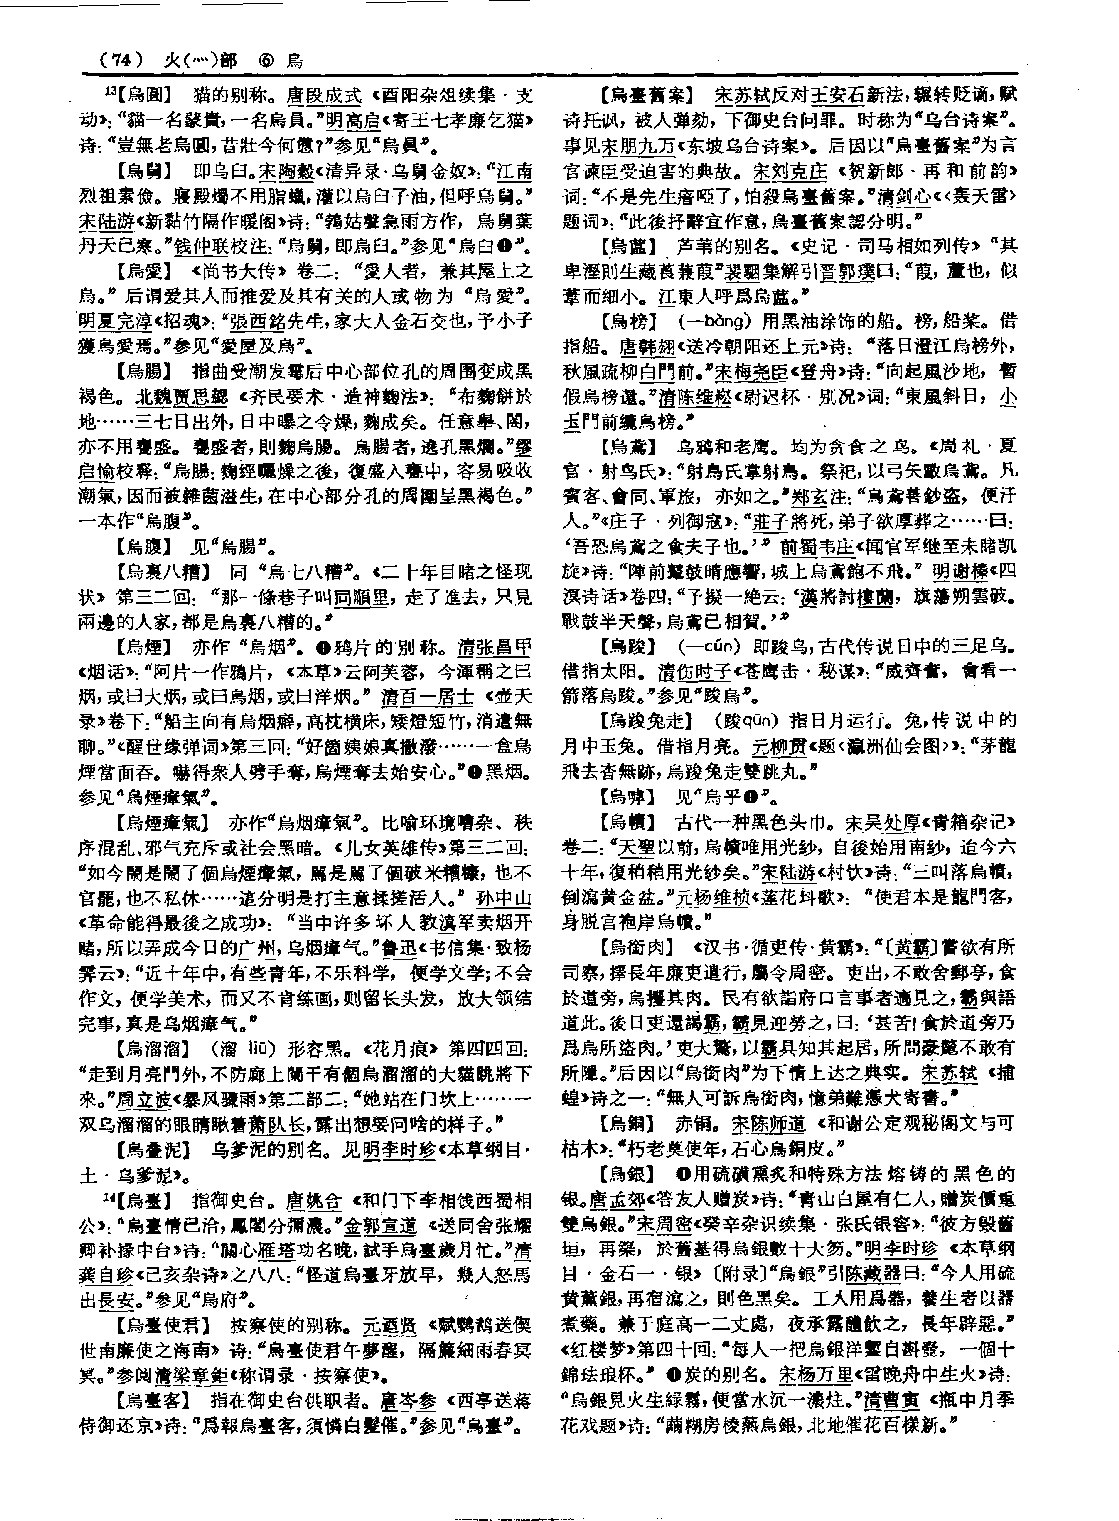 (74) 火(灬)部 ⑥ 烏
¹³【烏圓】 猫的别称。唐段成式《酉阳杂俎续集·支
动》:“貓一名蒙貴,一名烏員。”明高启《寄王七孝廉乞猫》
诗:“豈無老烏圓,昔壯今何憊?”参见“烏員”。
【烏舅】 即乌臼。宋陶穀《清异录·乌舅金奴》:“江南
烈祖素儉。寢殿燭不用脂蠟,灌以烏臼子油,但呼烏舅。”
宋陆游《新黏竹隔作暖阁》诗:“鵓姑聲急雨方作,烏舅葉
丹天已寒。”钱仲联校注:“烏舅,即烏臼。”参见“烏臼❶”。
【烏愛】 《尚书大传》卷二:“愛人者,兼其屋上之
烏。”后谓爱其人而推爱及其有关的人或物为“烏愛”。
明夏完淳《招魂》:“張西銘先生,家大人金石交也,予小子
獲烏愛焉。”参见“愛屋及烏”。
【烏腸】 指曲受潮发霉后中心部位孔的周围变成黑
褐色。北魏贾思勰《齐民要术·造神麴法》:“布麴餅於
地……三七日出外,日中曝之令燥,麴成矣。任意舉、閣,
亦不用甕盛。甕盛者,則麴烏腸。烏腸者,遶孔黑爛。”缪
启愉校释:“烏腸:麴經曬燥之後,復盛入甕中,容易吸收
潮氣,因而被雜菌滋生,在中心部分孔的周圍呈黑褐色。”
一本作“烏腹”。
【烏腹】 见“烏腸”。
【烏裏八糟】 同“烏七八糟”。《二十年目睹之怪现
状》第三二回:“那一條巷子叫同順里,走了進去,只見
兩邊的人家,都是烏裏八糟的。”
【烏煙】 亦作“烏烟”。❶鸦片的别称。清张昌甲
《烟话》:“阿片一作鴉片,《本草》云阿芙蓉,今渾稱之曰
烟,或曰大烟,或曰烏烟,或曰洋烟。”清百一居士《壶天
录》卷下:“船主向有烏烟癖,高枕横床,矮燈短竹,消遣無
聊。”《醒世缘弹词》第三回:“好箇姨娘真撒潑……一盒烏
煙當面吞。嚇得衆人劈手奪,烏煙奪去始安心。”❷黑烟。
参见“烏煙瘴氣”。
【烏煙瘴氣】 亦作“烏烟瘴氣”。比喻环境嘈杂、秩
序混乱、邪气充斥或社会黑暗。《儿女英雄传》第三二回:
“如今鬧是鬧了個烏煙瘴氣,駡是駡了個破米糟糠,也不
官罷,也不私休……這分明是打主意揉搓活人。”孙中山
《革命能得最後之成功》:“当中许多坏人教滇军卖烟开
赌,所以弄成今日的广州,乌烟瘴气。”鲁迅《书信集·致杨
霁云》:“近十年中,有些青年,不乐科学,便学文学;不会
作文,便学美术,而又不肯练画,则留长头发,放大领结
完事,真是乌烟瘴气。”
【烏溜溜】 (溜 liū)形容黑。《花月痕》第四四回:
“走到月亮門外,不防廊上闌干有個烏溜溜的大貓跳將下
來。”周立波《暴风骤雨》第二部二:“她站在门坎上……一
双乌溜溜的眼睛瞅着萧队长,露出想要问啥的样子。”
【烏疊泥】 乌爹泥的别名。见明李时珍《本草纲目·
土·乌爹泥》。
¹⁴【烏臺】 指御史台。唐姚合《和门下李相饯西蜀相
公》:“烏臺情已洽,鳳閣分彌濃。”金郭宣道《送同舍张耀
卿补掾中台》诗:“關心雁塔功名晚,試手烏臺歲月忙。”清
龚自珍《己亥杂诗》之八八:“怪道烏臺牙放早,幾人怒馬
出長安。”参见“烏府”。
【烏臺使君】 按察使的别称。元迺贤《赋鹦鹉送偰
世南廉使之海南》诗:“烏臺使君午夢醒,隔簾細雨春冥
冥。”参阅清梁章鉅《称谓录·按察使》。
【烏臺客】 指在御史台供职者。唐岑参《西亭送蒋
侍御还京》诗:“爲報烏臺客,須憐白髮催。”参见“烏臺”。
【烏臺舊案】 宋苏轼反对王安石新法,辗转贬谪,赋
诗托讽,被人弹劾,下御史台问罪。时称为“乌台诗案”。
事见宋朋九万《东坡乌台诗案》。后因以“烏臺舊案”为言
官諫臣受迫害的典故。宋刘克庄《贺新郎·再和前韵》
词:“不是先生瘖啞了,怕殺烏臺舊案。”清剑心《〈轰天雷〉
题词》:“此後抒辭宜作意,烏臺舊案認分明。”
【烏蓲】 芦苇的别名。《史记·司马相如列传》“其
卑溼則生藏莨蒹葭”裴駰集解引晋郭璞曰:“葭,蘆也,似
葦而细小。江東人呼爲烏蓲。”
【烏榜】 (—bǎng)用黑油涂饰的船。榜,船桨。借
指船。唐韩翃《送冷朝阳还上元》诗:“落日澄江烏榜外,
秋風疏柳白門前。”宋梅尧臣《登舟》诗:“向起風沙地,暫
假烏榜還。”清陈维崧《尉迟杯·别况》词:“東風斜日,小
玉門前纜烏榜。”
【烏鳶】 乌鸦和老鹰。均为贪食之鸟。《周礼·夏
官·射鸟氏》:“射鳥氏掌射鳥。祭祀,以弓矢敺烏鳶。凡
賓客、會同、軍旅,亦如之。”郑玄注:“烏鳶善鈔盗,便汙
人。”《庄子·列御寇》:“莊子將死,弟子欲厚葬之……曰:
‘吾恐烏鳶之食夫子也。’”前蜀韦庄《闻官军继至未睹凯
旋》诗:“陣前鼙鼓晴應響,城上烏鳶飽不飛。”明谢榛《四
溟诗话》卷四:“予擬一絶云:‘漢將討樓蘭,旗蕩朔雲破。
戰鼓半天聲,烏鳶已相賀。’”
【烏踆】 (—cún)即踆乌,古代传说日中的三足乌。
借指太阳。清伤时子《苍鹰击·秘谋》:“威齊奮,會看一
箭落烏踆。”参见“踆烏”。
【烏踆兔走】 (踆qūn)指日月运行。兔,传说中的
月中玉兔。借指月亮。元柳贯《题〈瀛洲仙会图〉》:“茅龍
飛去杳無跡,烏踆兔走雙跳丸。”
【烏嘑】 见“烏乎❶”。
【烏幘】 古代一种黑色头巾。宋吴处厚《青箱杂记》
卷二:“天聖以前,烏幘唯用光紗,自後始用南紗,迨今六
十年,復稍稍用光紗矣。”宋陆游《村饮》诗:“三叫落烏幘,
倒瀉黄金盆。”元杨维桢《莲花炓歌》:“使君本是龍門客,
身脱宫袍岸烏幘。”
【烏銜肉】 《汉书·循吏传·黄霸》:“〔黄霸〕嘗欲有所
司察,擇長年廉吏遣行,屬令周密。吏出,不敢舍郵亭,食
於道旁,烏攫其肉。民有欲詣府口言事者適見之,霸與語
道此。後日吏還謁霸,霸見迎勞之,曰:‘甚苦!食於道旁乃
爲烏所盜肉。’吏大驚,以霸具知其起居,所問豪氂不敢有
所隱。”后因以“烏銜肉”为下情上达之典实。宋苏轼《捕
蝗》诗之一:“無人可訴烏銜肉,憶弟難憑犬寄書。”
【烏銅】 赤铜。宋陈师道《和谢公定观秘阁文与可
枯木》:“朽老莫使年,石心烏銅皮。”
【烏銀】 ❶用硫磺熏炙和特殊方法熔铸的黑色的
银。唐孟郊《答友人赠炭》诗:“青山白屋有仁人,贈炭價重
雙烏銀。”宋周密《癸辛杂识续集·张氏银窖》:“彼方毁舊
垣,再築,於舊基得烏銀數十大笏。”明李时珍《本草纲
目·金石一·银》〔附录〕“烏銀”引陈藏器曰:“今人用硫
黄薰銀,再宿瀉之,則色黑矣。工人用爲器,養生者以器
煮藥。兼于庭高一二丈處,夜承露醴飲之,長年辟惡。”
《红楼梦》第四十回:“每人一把烏銀洋鏨自斟壺,一個十
錦珐琅杯。”❷炭的别名。宋杨万里《雪晚舟中生火》诗:
“烏銀見火生緑霧,便當水沉一濃炷。”清曹寅《瓶中月季
花戏题》诗:“繭糊房棱爇烏銀,北地催花百樣新。”